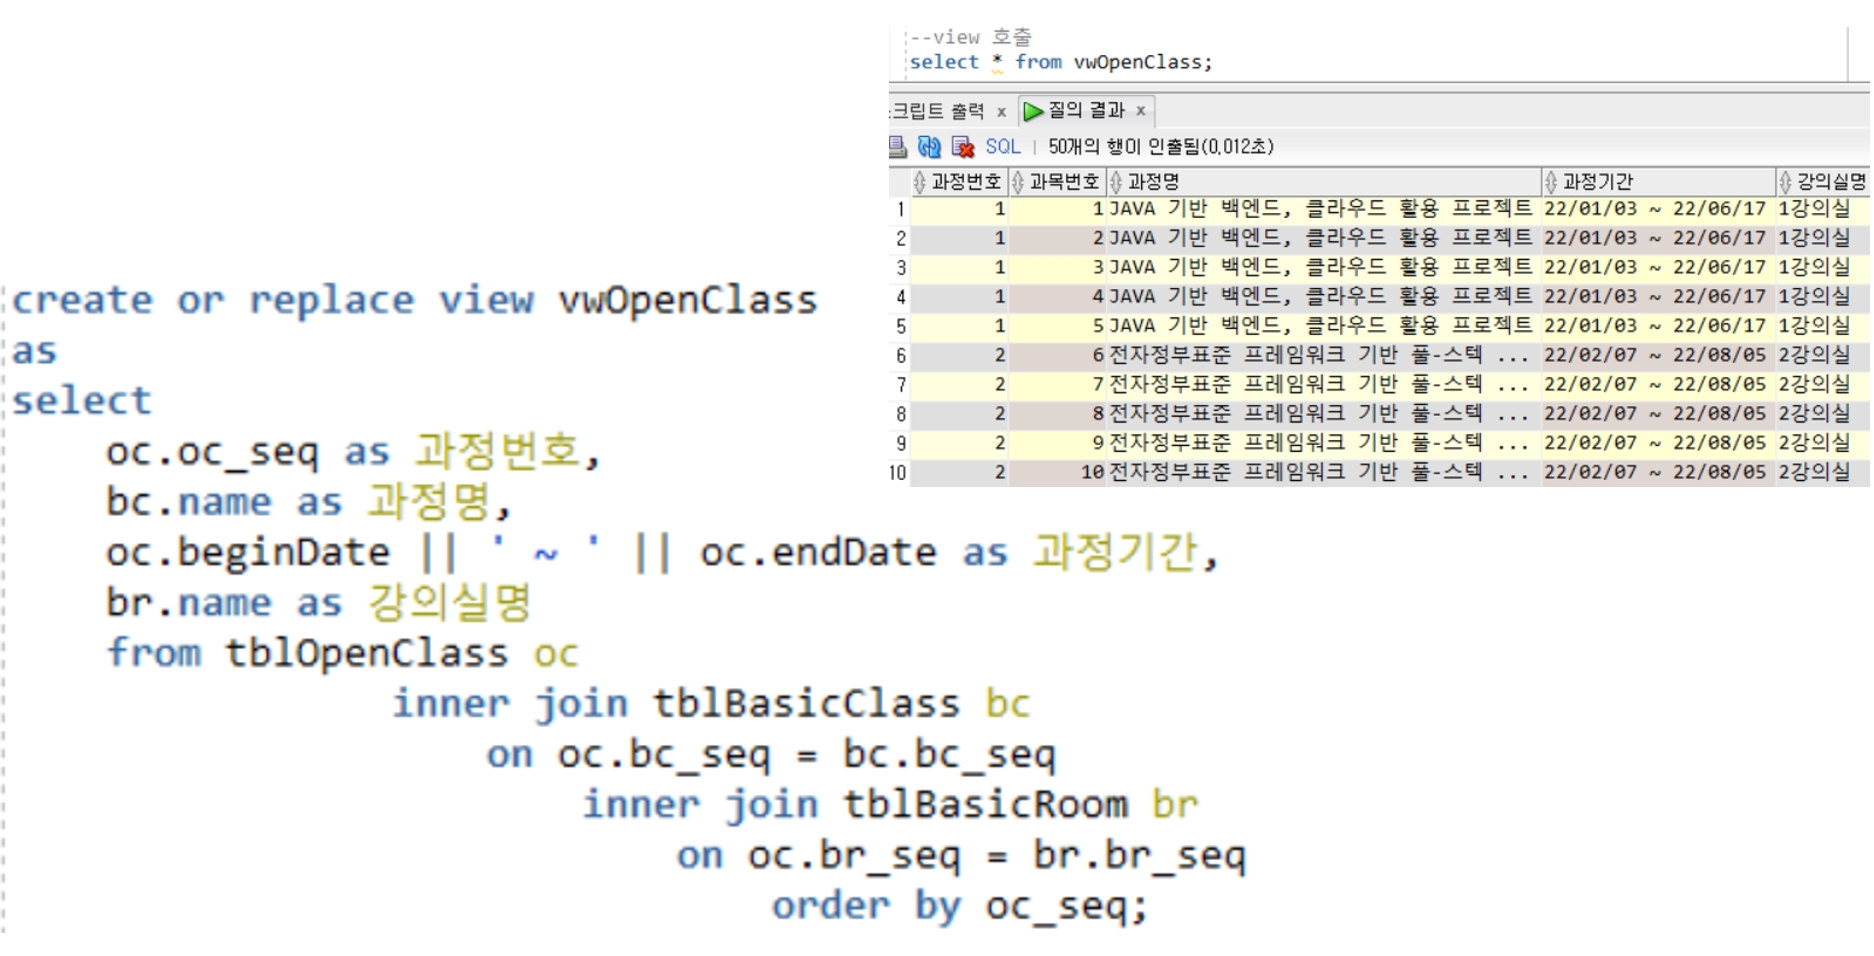 --view 호출
select * from vwOpenClass;
크립트 출력 x 질의 결과 x
SQL | 50개의 행이 인출됨(0,012초)
과정번호 과목번호 과정명 과정기간 강의실명
1 1 1 JAVA 기반 백엔드, 클라우드 활용 프로젝트 22/01/03 ~ 22/06/17 1강의실
2 1 2 JAVA 기반 백엔드, 클라우드 활용 프로젝트 22/01/03 ~ 22/06/17 1강의실
3 1 3 JAVA 기반 백엔드, 클라우드 활용 프로젝트 22/01/03 ~ 22/06/17 1강의실
4 1 4 JAVA 기반 백엔드, 클라우드 활용 프로젝트 22/01/03 ~ 22/06/17 1강의실
5 1 5 JAVA 기반 백엔드, 클라우드 활용 프로젝트 22/01/03 ~ 22/06/17 1강의실
6 2 6 전자정부표준 프레임워크 기반 풀-스텍 ... 22/02/07 ~ 22/08/05 2강의실
7 2 7 전자정부표준 프레임워크 기반 풀-스텍 ... 22/02/07 ~ 22/08/05 2강의실
8 2 8 전자정부표준 프레임워크 기반 풀-스텍 ... 22/02/07 ~ 22/08/05 2강의실
9 2 9 전자정부표준 프레임워크 기반 풀-스텍 ... 22/02/07 ~ 22/08/05 2강의실
10 2 10 전자정부표준 프레임워크 기반 풀-스텍 ... 22/02/07 ~ 22/08/05 2강의실
create or replace view vwOpenClass
as
select
oc.oc_seq as 과정번호,
bc.name as 과정명,
oc.beginDate || ' ~ ' || oc.endDate as 과정기간,
br.name as 강의실명
from tblOpenClass oc
inner join tblBasicClass bc
on oc.bc_seq = bc.bc_seq
inner join tblBasicRoom br
on oc.br_seq = br.br_seq
order by oc_seq;